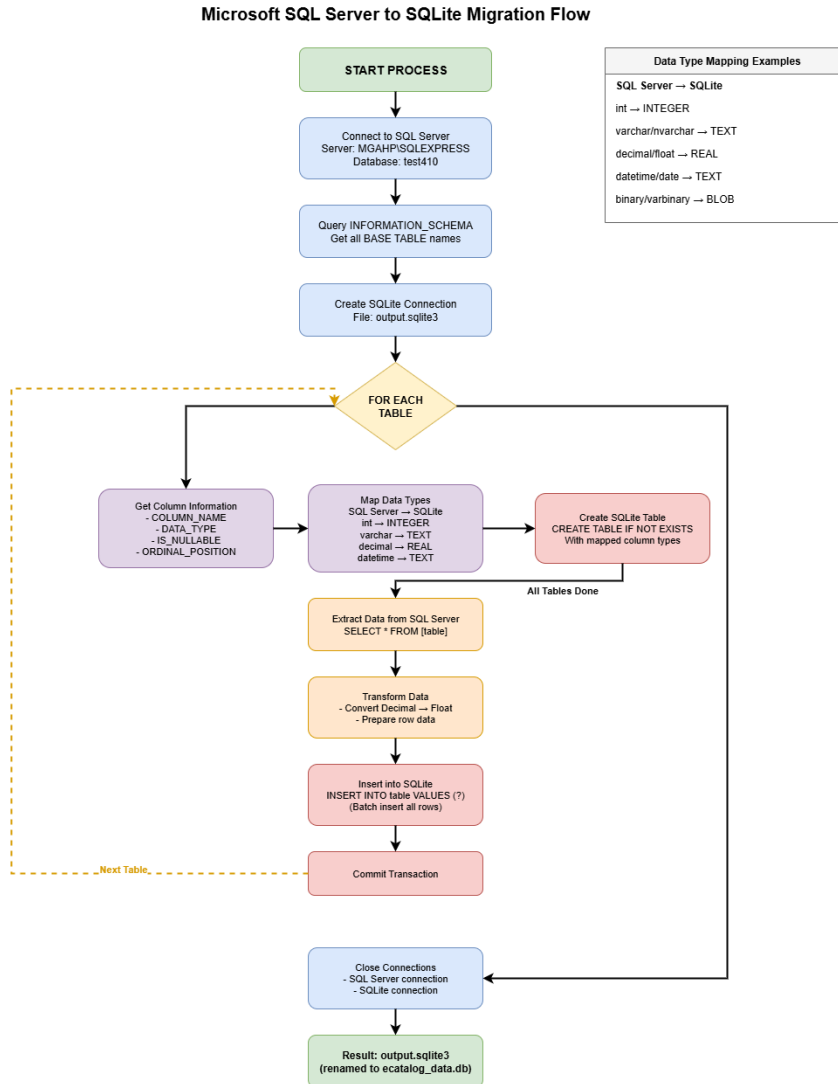 Microsoft SQL Server to SQLite Migration Flow
START PROCESS
Data Type Mapping Examples
SQL Server → SQLite
int → INTEGER
varchar/nvarchar → TEXT
decimal/float → REAL
datetime/date → TEXT
binary/varbinary → BLOB
Connect to SQL Server
Server: MGAHP\SQLEXPRESS
Database: test410
Query INFORMATION_SCHEMA
Get all BASE TABLE names
Create SQLite Connection
File: output.sqlite3
FOR EACH
TABLE
Get Column Information
- COLUMN_NAME
- DATA_TYPE
- IS_NULLABLE
- ORDINAL_POSITION
Map Data Types
SQL Server → SQLite
int → INTEGER
varchar → TEXT
decimal → REAL
datetime → TEXT
Create SQLite Table
CREATE TABLE IF NOT EXISTS
With mapped column types
All Tables Done
Extract Data from SQL Server
SELECT * FROM [table]
Transform Data
- Convert Decimal → Float
- Prepare row data
Insert into SQLite
INSERT INTO table VALUES (?)
(Batch insert all rows)
Next Table
Commit Transaction
Close Connections
- SQL Server connection
- SQLite connection
Result: output.sqlite3
(renamed to ecatalog_data.db)